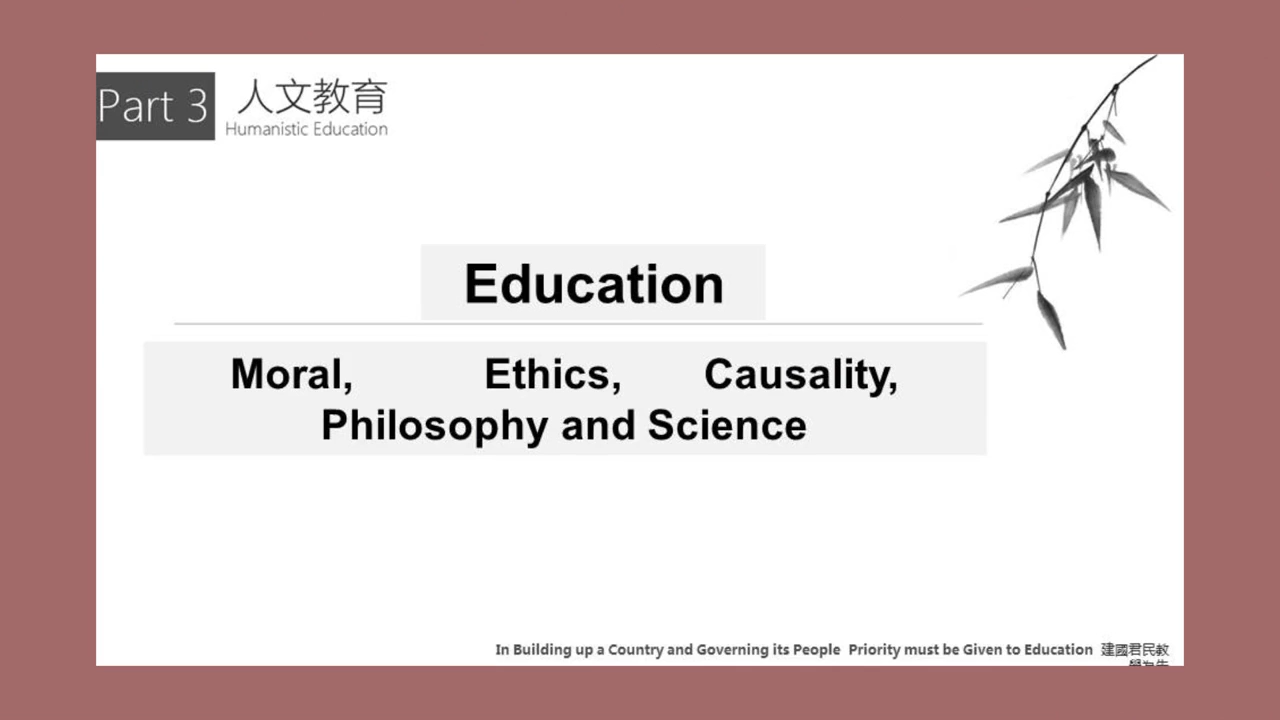 Part 3
人文教育
Humanistic Education
Education
Moral, Ethics, Causality,
Philosophy and Science
In Building up a Country and Governing its People Priority must be Given to Education 建國君民教